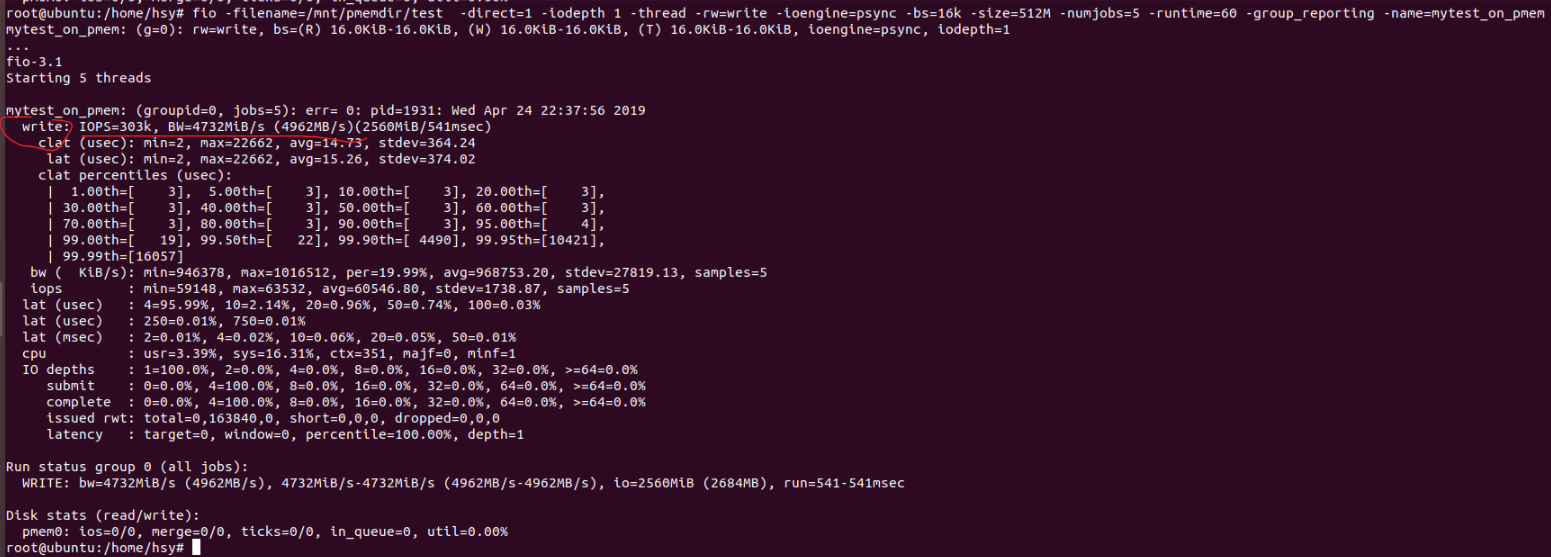 root@ubuntu:/home/hsy# fio -filename=/mnt/pmemdir/test  -direct=1 -iodepth 1 -thread -rw=write -ioengine=psync -bs=16k -size=512M -numjobs=5 -runtime=60 -group_reporting -name=mytest_on_pmem
mytest_on_pmem: (g=0): rw=write, bs=(R) 16.0KiB-16.0KiB, (W) 16.0KiB-16.0KiB, (T) 16.0KiB-16.0KiB, ioengine=psync, iodepth=1
...
fio-3.1
Starting 5 threads

mytest_on_pmem: (groupid=0, jobs=5): err= 0: pid=1931: Wed Apr 24 22:37:56 2019
  write: IOPS=303k, BW=4732MiB/s (4962MB/s)(2560MiB/541msec)
    clat (usec): min=2, max=22662, avg=14.73, stdev=364.24
     lat (usec): min=2, max=22662, avg=15.26, stdev=374.02
    clat percentiles (usec):
     |  1.00th=[    3],  5.00th=[    3], 10.00th=[    3], 20.00th=[    3],
     | 30.00th=[    3], 40.00th=[    3], 50.00th=[    3], 60.00th=[    3],
     | 70.00th=[    3], 80.00th=[    3], 90.00th=[    3], 95.00th=[    4],
     | 99.00th=[   19], 99.50th=[   22], 99.90th=[ 4490], 99.95th=[10421],
     | 99.99th=[16057]
   bw (  KiB/s): min=946378, max=1016512, per=19.99%, avg=968753.20, stdev=27819.13, samples=5
   iops        : min=59148, max=63532, avg=60546.80, stdev=1738.87, samples=5
  lat (usec)   : 4=95.99%, 10=2.14%, 20=0.96%, 50=0.74%, 100=0.03%
  lat (usec)   : 250=0.01%, 750=0.01%
  lat (msec)   : 2=0.01%, 4=0.02%, 10=0.06%, 20=0.05%, 50=0.01%
  cpu          : usr=3.39%, sys=16.31%, ctx=351, majf=0, minf=1
  IO depths    : 1=100.0%, 2=0.0%, 4=0.0%, 8=0.0%, 16=0.0%, 32=0.0%, >=64=0.0%
     submit    : 0=0.0%, 4=100.0%, 8=0.0%, 16=0.0%, 32=0.0%, 64=0.0%, >=64=0.0%
     complete  : 0=0.0%, 4=100.0%, 8=0.0%, 16=0.0%, 32=0.0%, 64=0.0%, >=64=0.0%
     issued rwt: total=0,163840,0, short=0,0,0, dropped=0,0,0
     latency   : target=0, window=0, percentile=100.00%, depth=1

Run status group 0 (all jobs):
  WRITE: bw=4732MiB/s (4962MB/s), 4732MiB/s-4732MiB/s (4962MB/s-4962MB/s), io=2560MiB (2684MB), run=541-541msec

Disk stats (read/write):
  pmem0: ios=0/0, merge=0/0, ticks=0/0, in_queue=0, util=0.00%
root@ubuntu:/home/hsy#